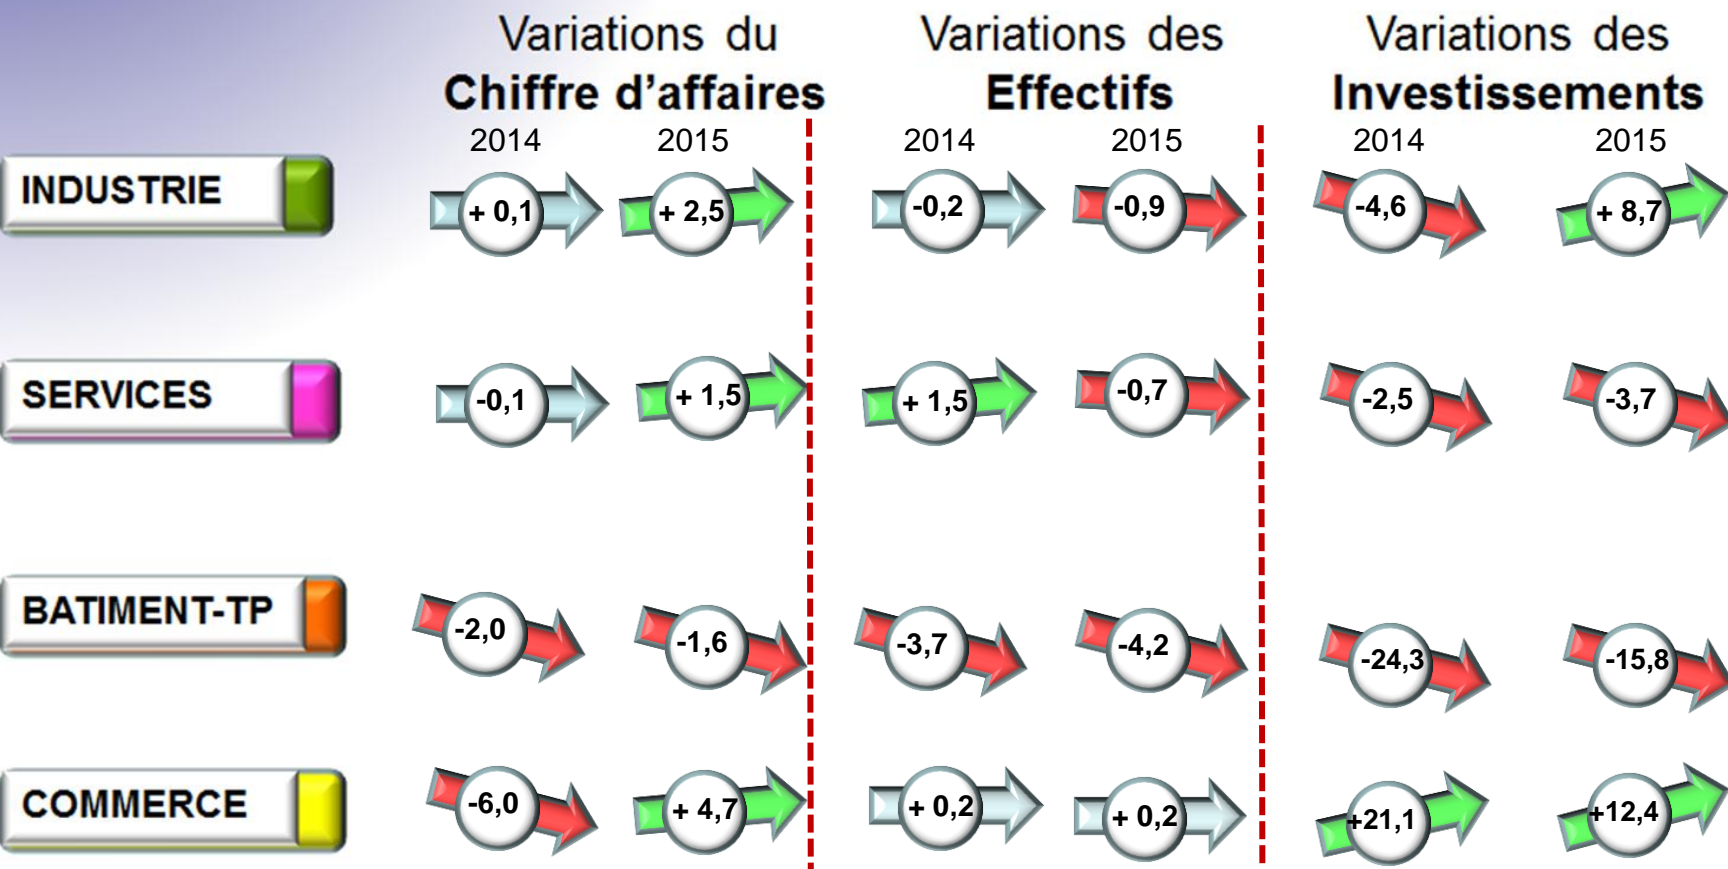 Variations du Variations des Variations des
Chiffre d’affaires Effectifs Investissements
2014 2015 2014 2015 2014 2015
INDUSTRIE + 0,1 + 2,5 -0,2 -0,9 -4,6 + 8,7
SERVICES -0,1 + 1,5 + 1,5 -0,7 -2,5 -3,7
BATIMENT-TP -2,0 -1,6 -3,7 -4,2 -24,3 -15,8
COMMERCE -6,0 + 4,7 + 0,2 + 0,2 +21,1 +12,4